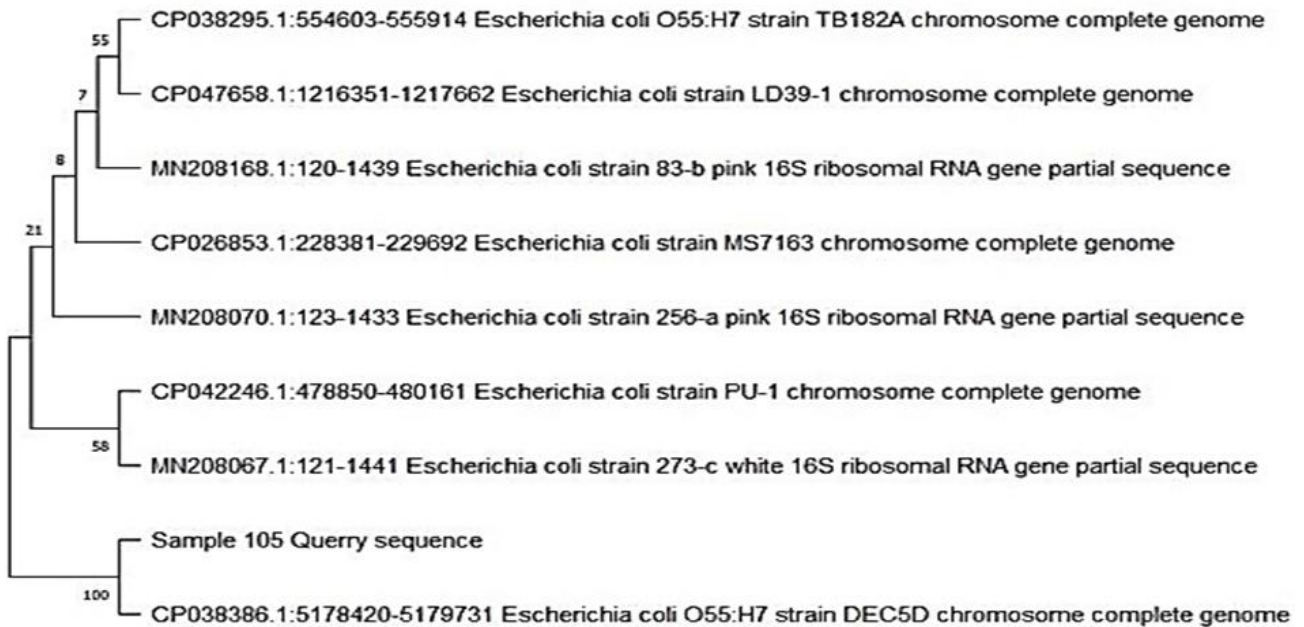 CP038295.1:554603-555914 Escherichia coli O55:H7 strain TB182A chromosome complete genome
55
CP047658.1:1216351-1217662 Escherichia coli strain LD39-1 chromosome complete genome
7
MN208168.1:120-1439 Escherichia coli strain 83-b pink 16S ribosomal RNA gene partial sequence
8
CP026853.1:228381-229692 Escherichia coli strain MS7163 chromosome complete genome
21
MN208070.1:123-1433 Escherichia coli strain 256-a pink 16S ribosomal RNA gene partial sequence
CP042246.1:478850-480161 Escherichia coli strain PU-1 chromosome complete genome
58
MN208067.1:121-1441 Escherichia coli strain 273-c white 16S ribosomal RNA gene partial sequence
Sample 105 Querry sequence
100
CP038386.1:5178420-5179731 Escherichia coli O55:H7 strain DEC5D chromosome complete genome